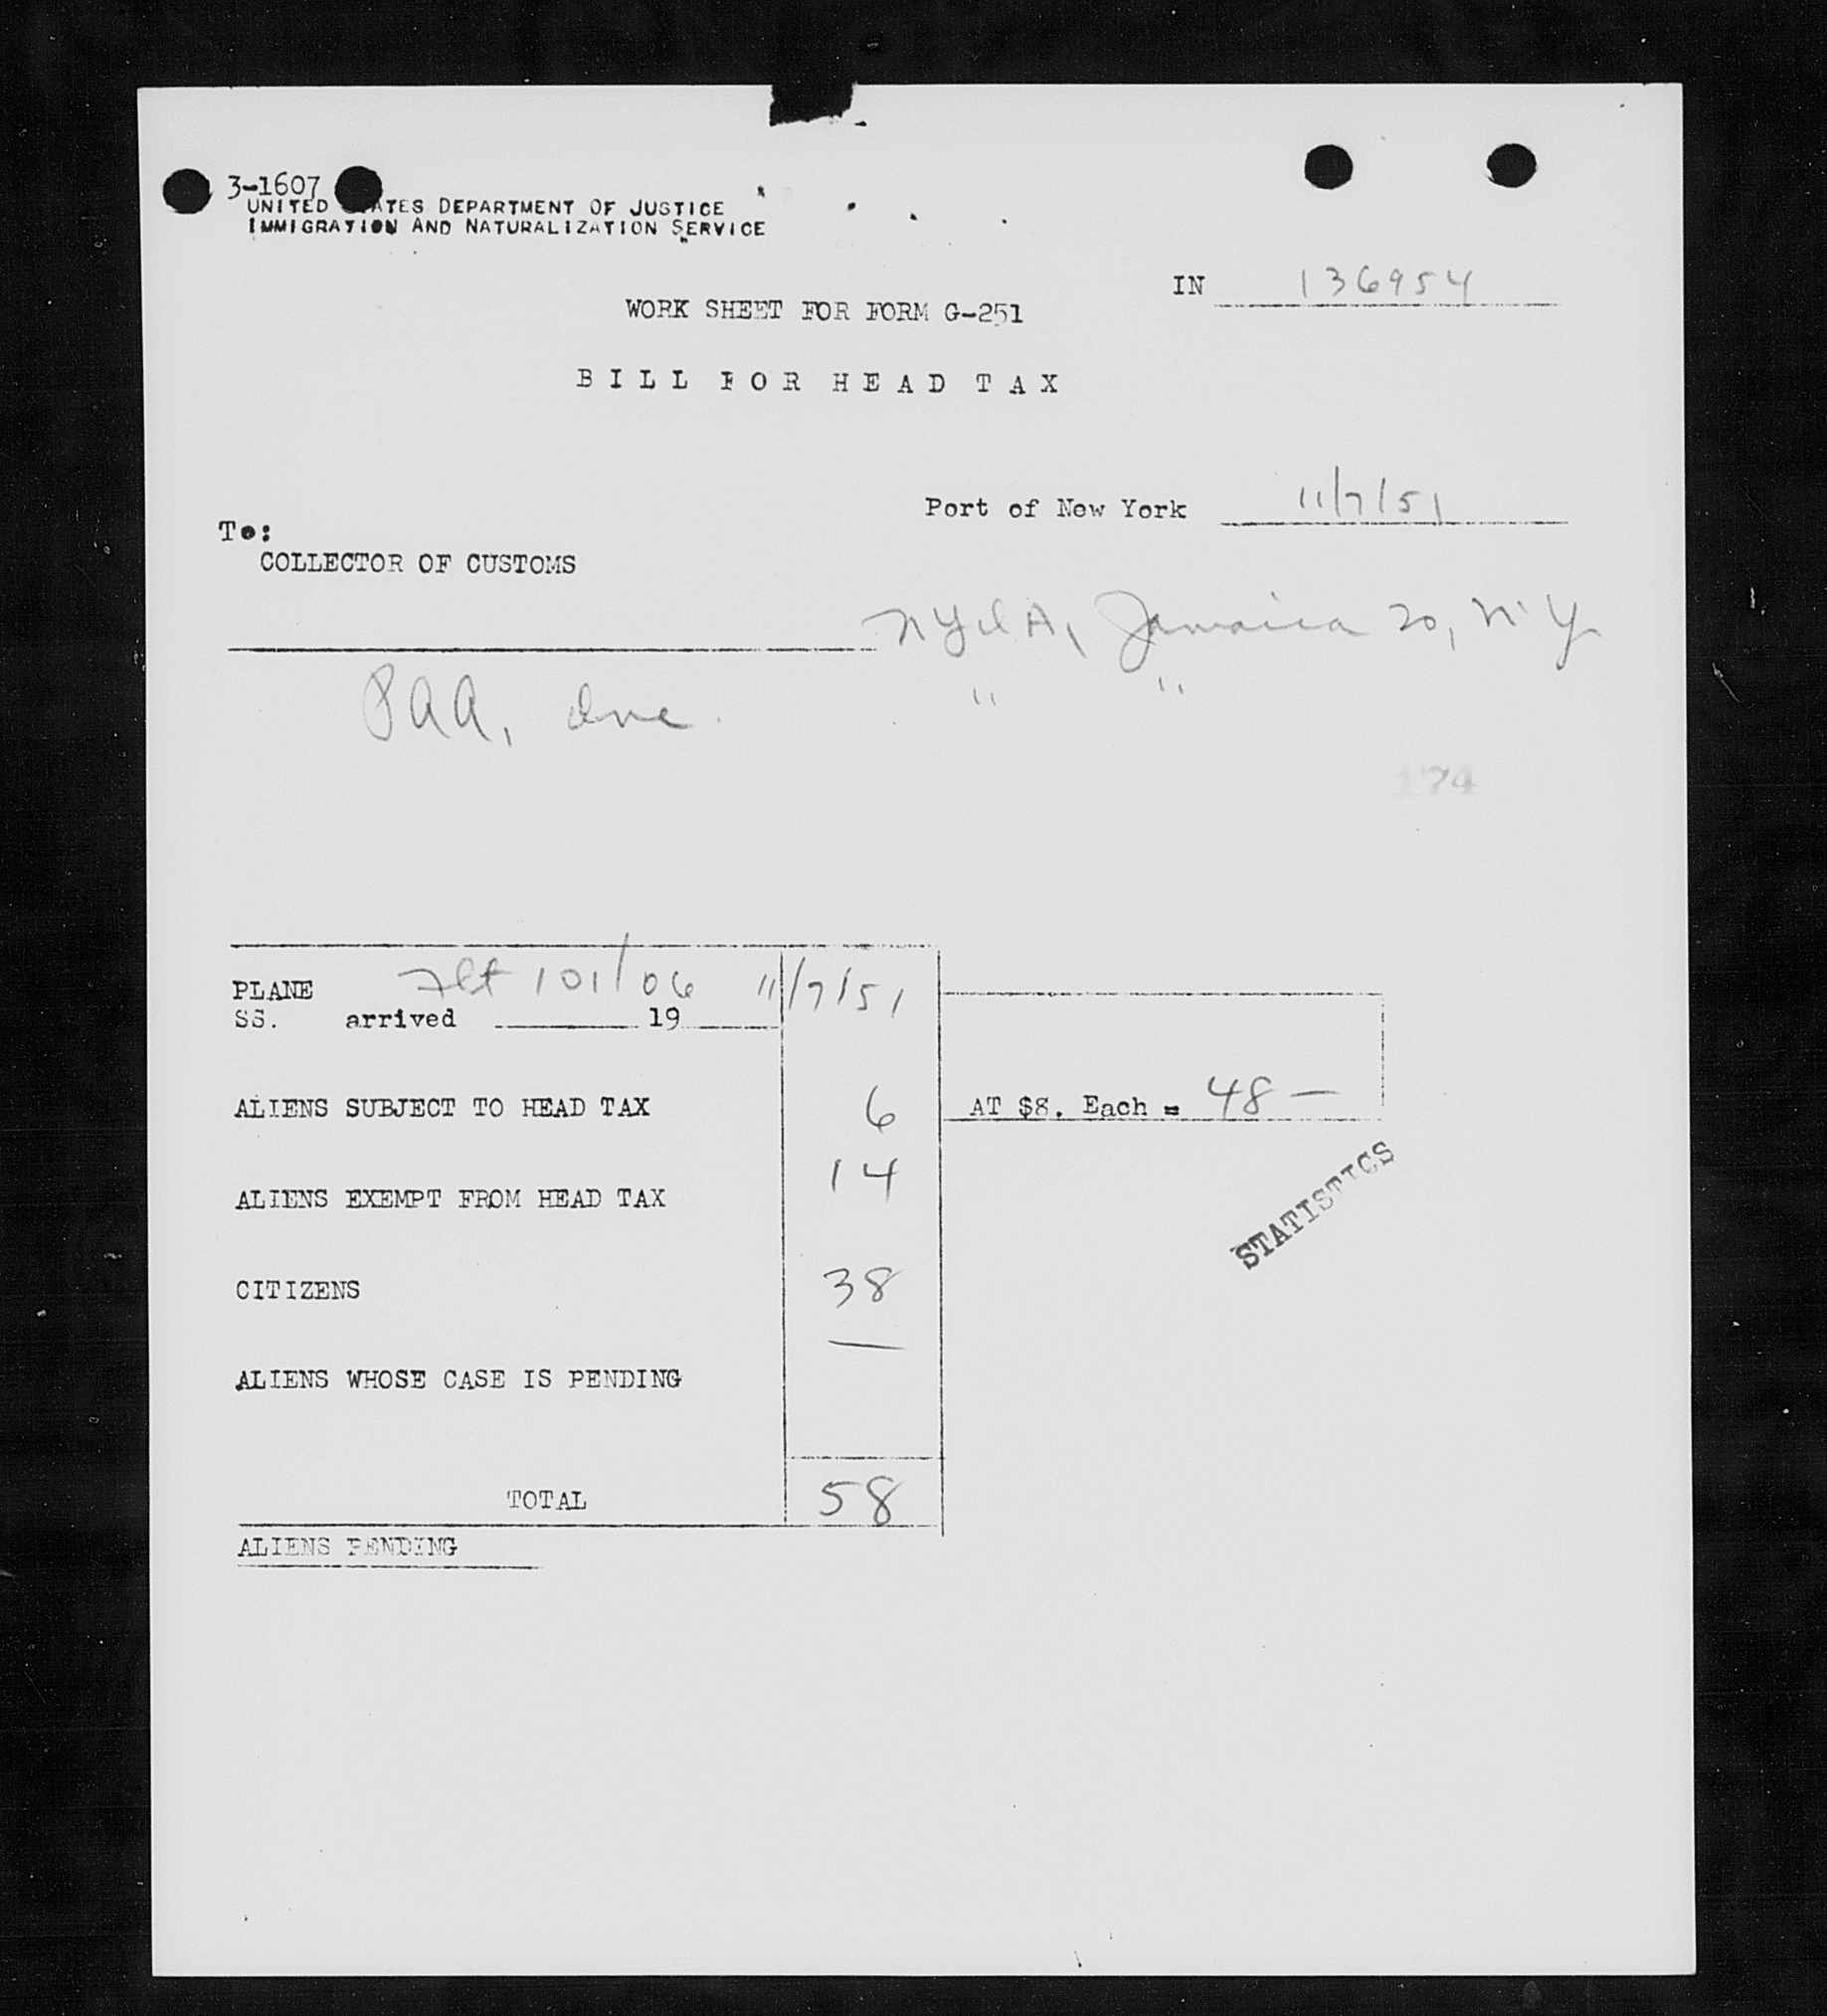 3-1607
UNITED STATES DEPARTMENT OF JUSTICE
IMMIGRATION AND NATURALIZATION SERVICE
IN 136954
WORK SHEET FOR FORM G-251
BILL FOR HEAD TAX
Port of New York 11/7/51
To:
COLLECTOR OF CUSTOMS
NYIA, Jamaica 20, N.Y.
PAA, Inc. " "
174
PLANE Flt 101/06 11/7/51
SS. arrived 19
ALIENS SUBJECT TO HEAD TAX 6 AT $8. Each = 48 —
ALIENS EXEMPT FROM HEAD TAX 14
STATISTICS
CITIZENS 38
ALIENS WHOSE CASE IS PENDING —
TOTAL 58
ALIENS PENDING